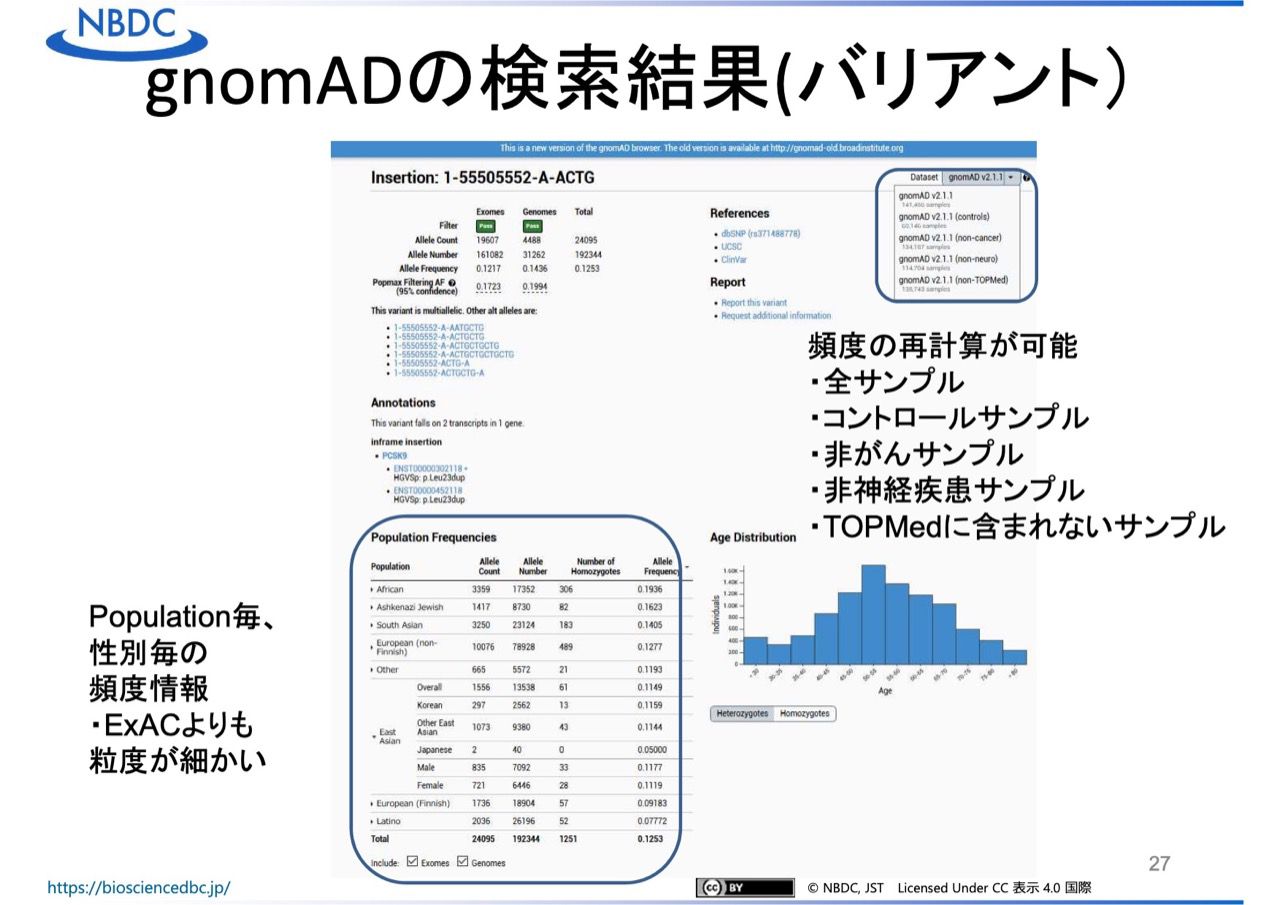 NBDC
gnomADの検索結果(バリアント）
This is a new version of the gnomAD browser. The old version is available at http://gnomad-old.broadinstitute.org
Insertion: 1-55505552-A-ACTG
Dataset gnomAD v2.1.1
gnomAD v2.1.1
gnomAD v2.1.1 (controls)
gnomAD v2.1.1 (non-cancer)
gnomAD v2.1.1 (non-neuro)
114,704 samples
gnomAD v2.1.1 (non-TOPMed)
Exomes Genomes Total
Filter Pass Pass
Allele Count 19607 4488 24095
Allele Number 161082 31262 192344
Allele Frequency 0.1217 0.1436 0.1253
Popmax Filtering AF
(95% confidence) 0.1723 0.1994
This variant is multiallelic. Other alt alleles are:
• 1-55505552-A-AATGCTG
• 1-55505552-A-ACTGCTG
• 1-55505552-A-ACTGCTGCTG
• 1-55505552-A-ACTGCTGCTGCTG
• 1-55505552-ACTG-A
• 1-55505552-ACTGCTG-A
References
• dbSNP (rs371488778)
• UCSC
• ClinVar
Report
• Report this variant
• Request additional information
頻度の再計算が可能
・全サンプル
・コントロールサンプル
・非がんサンプル
・非神経疾患サンプル
・TOPMedに含まれないサンプル
Annotations
This variant falls on 2 transcripts in 1 gene.
inframe insertion
• PCSK9
• ENST00000302118 *
HGVSp: p.Leu23dup
• ENST00000452118
HGVSp: p.Leu23dup
Population毎、
性別毎の
頻度情報
・ExACよりも
粒度が細かい
Population Frequencies
Population Allele Count Allele Number Number of Homozygotes Allele Frequency
African 3359 17352 306 0.1936
Ashkenazi Jewish 1417 8730 82 0.1623
South Asian 3250 23124 183 0.1405
European (non-Finnish) 10076 78928 489 0.1277
Other 665 5572 21 0.1193
East Asian
Overall 1556 13538 61 0.1149
Korean 297 2562 13 0.1159
Other East Asian 1073 9380 43 0.1144
Japanese 2 40 0 0.05000
Male 835 7092 33 0.1177
Female 721 6446 28 0.1119
European (Finnish) 1736 18904 57 0.09183
Latino 2036 26196 52 0.07772
Total 24095 192344 1251 0.1253
Include: Exomes Genomes
Age Distribution
Individuals
1.60K
1.40K
1.20K
1.00K
800
600
400
200
0
< 30 30-35 35-40 40-45 45-50 50-55 55-60 60-65 65-70 70-75 75-80 > 80
Age
Heterozygotes Homozygotes
27
https://biosciencedbc.jp/
cc BY
© NBDC, JST Licensed Under CC 表示 4.0 国際